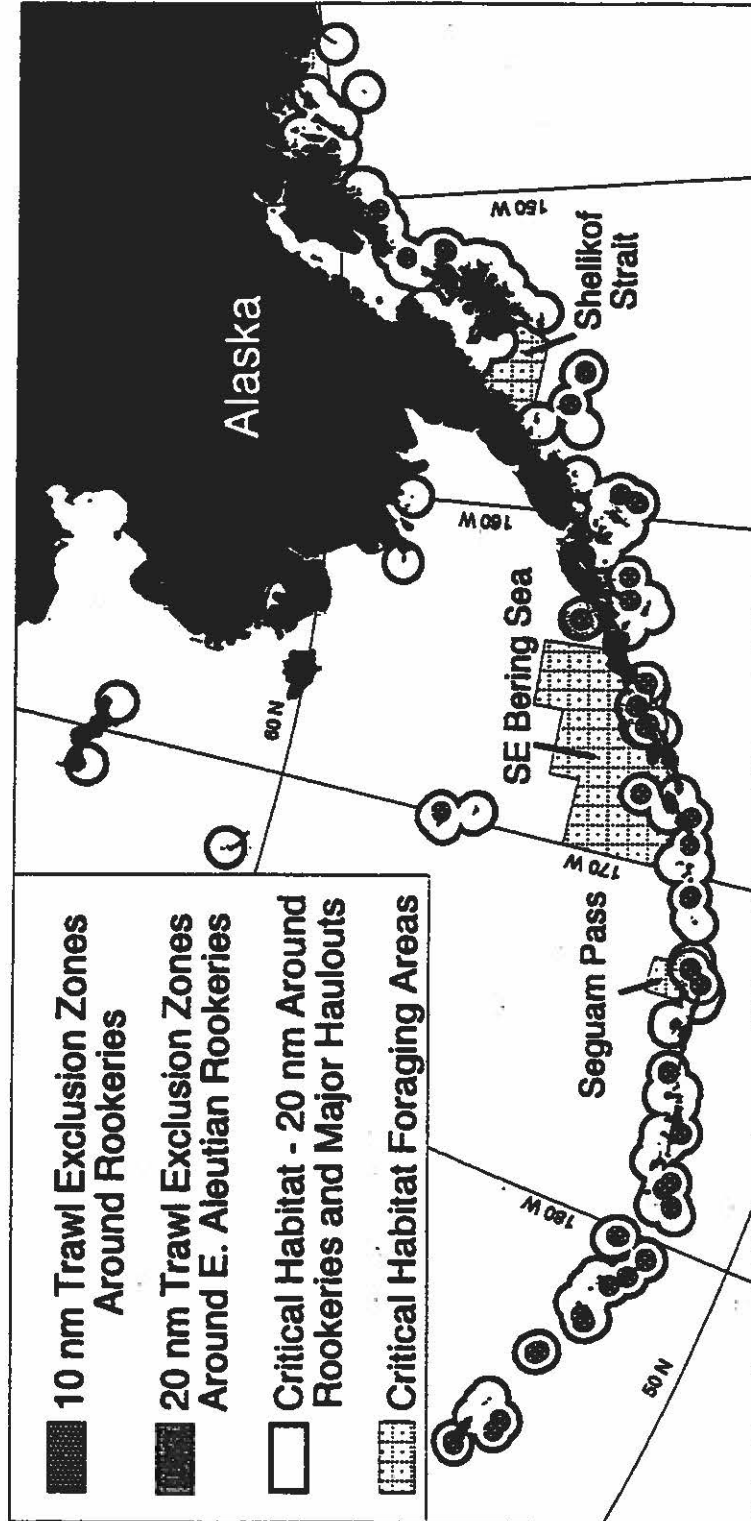 10 nm Trawl Exclusion Zones
Around Rookeries
20 nm Trawl Exclusion Zones
Around E. Aleutian Rookeries
Critical Habitat - 20 nm Around
Rookeries and Major Haulouts
Critical Habitat Foraging Areas
Alaska
60 N
150 W
160 W
170 W
180 W
50 N
Shelikof
Strait
SE Bering Sea
Seguam Pass